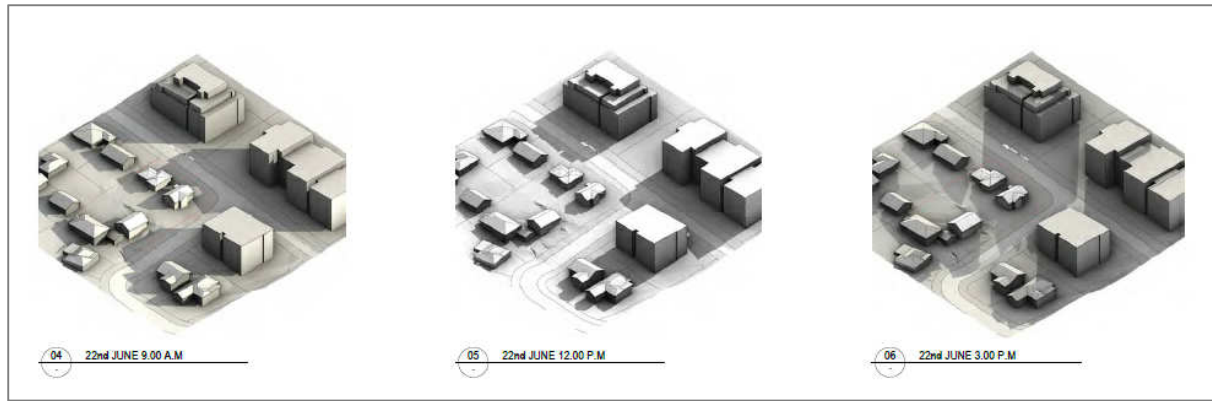 04 22nd JUNE 9.00 A.M
-
05 22nd JUNE 12.00 P.M
-
06 22nd JUNE 3.00 P.M
-